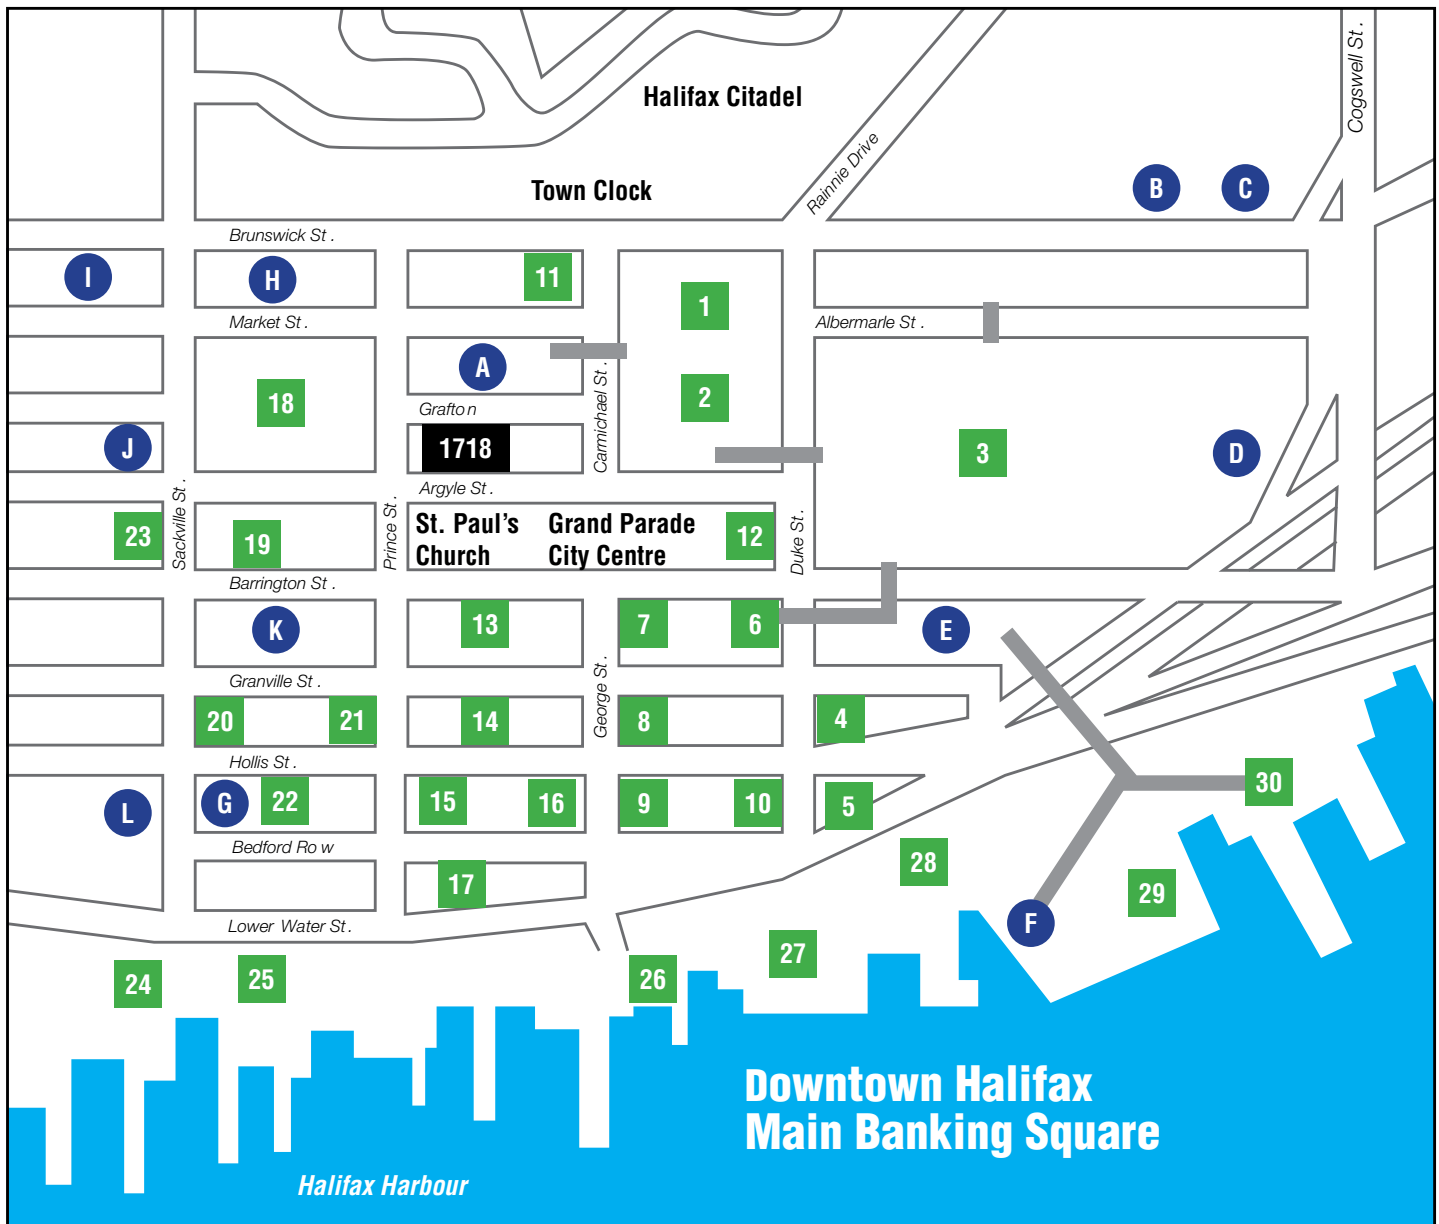 Cogswell St.
Halifax Citadel
Rainnie Drive
Town Clock
B
C
Brunswick St.
I
H
11
1
Market St.
Albermarle St.
A
Carmichael St.
18
2
Grafton
J
1718
3
D
Argyle St.
Sackville St.
Prince St.
Duke St.
23
19
St. Paul's
Church
Grand Parade
City Centre
12
Barrington St.
K
13
7
6
E
George St.
Granville St.
20
21
14
8
4
Hollis St.
L
G
22
15
16
9
10
5
30
Bedford Row
17
28
29
Lower Water St.
F
24
25
26
27
Downtown Halifax
Main Banking Square
Halifax Harbour